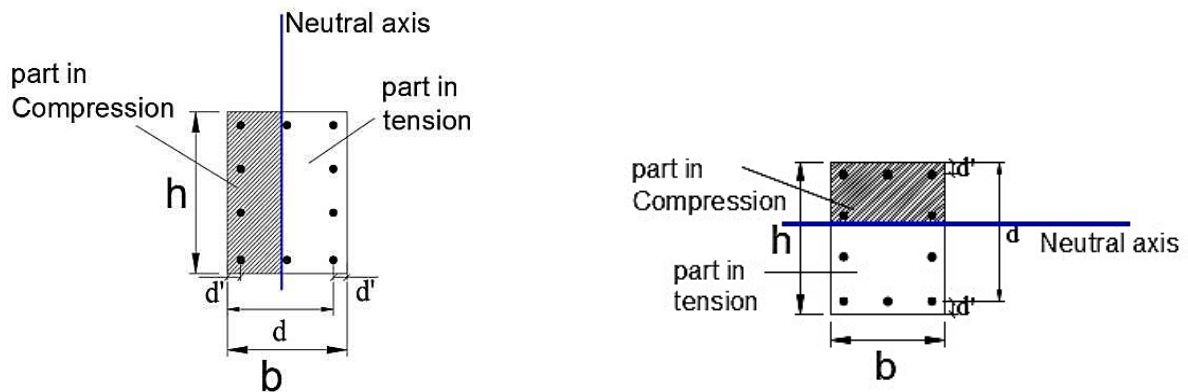 Neutral axis
part in
Compression
part in
tension
h
d'
d'
d
b
part in
Compression
d'
h
d
Neutral axis
part in
tension
d'
b